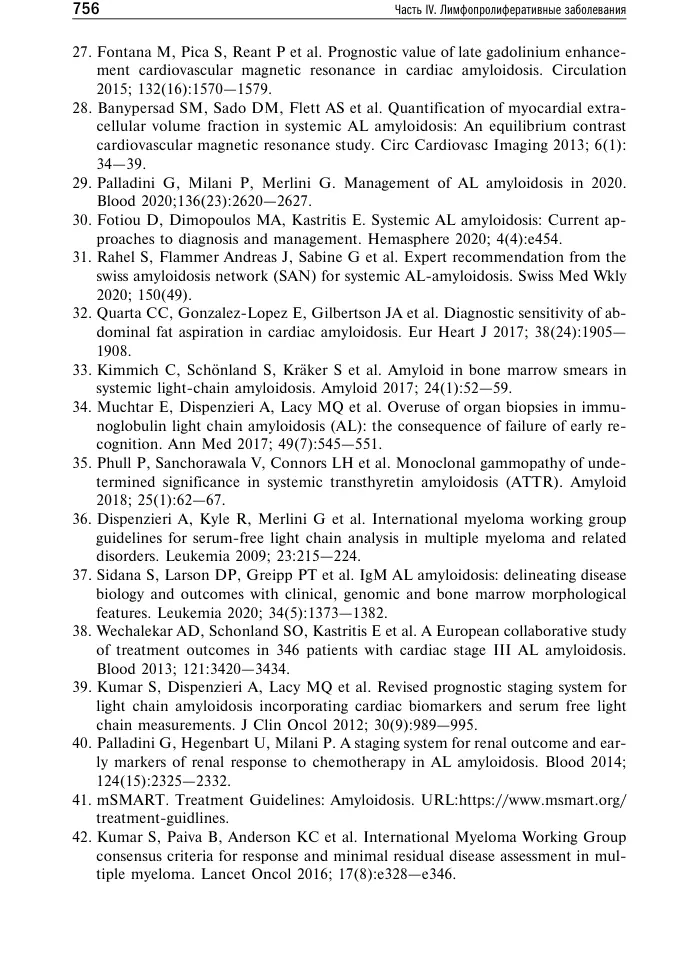 756
Часть IV. Лимфопролиферативные заболевания
27. Fontana M, Pica S, Reant P et al. Prognostic value of late gadolinium enhance-
ment cardiovascular magnetic resonance in cardiac amyloidosis. Circulation
2015; 132(16):1570—1579.
28. Banypersad SM, Sado DM, Flett AS et al. Quantification of myocardial extra-
cellular volume fraction in systemic AL amyloidosis: An equilibrium contrast
cardiovascular magnetic resonance study. Circ Cardiovasc Imaging 2013; 6(1):
34—39.
29. Palladini G, Milani P, Merlini G. Management of AL amyloidosis in 2020.
Blood 2020;136(23):2620—2627.
30. Fotiou D, Dimopoulos MA, Kastritis E. Systemic AL amyloidosis: Current ap-
proaches to diagnosis and management. Hemasphere 2020; 4(4):e454.
31. Rahel S, Flammer Andreas J, Sabine G et al. Expert recommendation from the
swiss amyloidosis network (SAN) for systemic AL-amyloidosis. Swiss Med Wkly
2020; 150(49).
32. Quarta CC, Gonzalez-Lopez E, Gilbertson JA et al. Diagnostic sensitivity of ab-
dominal fat aspiration in cardiac amyloidosis. Eur Heart J 2017; 38(24):1905—
1908.
33. Kimmich C, Schönland S, Kräker S et al. Amyloid in bone marrow smears in
systemic light-chain amyloidosis. Amyloid 2017; 24(1):52—59.
34. Muchtar E, Dispenzieri A, Lacy MQ et al. Overuse of organ biopsies in immu-
noglobulin light chain amyloidosis (AL): the consequence of failure of early re-
cognition. Ann Med 2017; 49(7):545—551.
35. Phull P, Sanchorawala V, Connors LH et al. Monoclonal gammopathy of unde-
termined significance in systemic transthyretin amyloidosis (ATTR). Amyloid
2018; 25(1):62—67.
36. Dispenzieri A, Kyle R, Merlini G et al. International myeloma working group
guidelines for serum-free light chain analysis in multiple myeloma and related
disorders. Leukemia 2009; 23:215—224.
37. Sidana S, Larson DP, Greipp PT et al. IgM AL amyloidosis: delineating disease
biology and outcomes with clinical, genomic and bone marrow morphological
features. Leukemia 2020; 34(5):1373—1382.
38. Wechalekar AD, Schonland SO, Kastritis E et al. A European collaborative study
of treatment outcomes in 346 patients with cardiac stage III AL amyloidosis.
Blood 2013; 121:3420—3434.
39. Kumar S, Dispenzieri A, Lacy MQ et al. Revised prognostic staging system for
light chain amyloidosis incorporating cardiac biomarkers and serum free light
chain measurements. J Clin Oncol 2012; 30(9):989—995.
40. Palladini G, Hegenbart U, Milani P. A staging system for renal outcome and ear-
ly markers of renal response to chemotherapy in AL amyloidosis. Blood 2014;
124(15):2325—2332.
41. mSMART. Treatment Guidelines: Amyloidosis. URL:https://www.msmart.org/
treatment-guidlines.
42. Kumar S, Paiva B, Anderson KC et al. International Myeloma Working Group
consensus criteria for response and minimal residual disease assessment in mul-
tiple myeloma. Lancet Oncol 2016; 17(8):e328—e346.